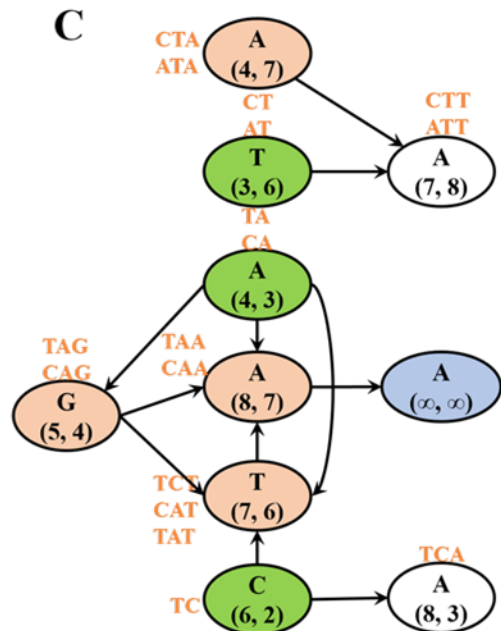 C
CTA
ATA
A
(4, 7)
CT
AT
T
(3, 6)
CTT
ATT
A
(7, 8)
TA
CA
A
(4, 3)
TAG
CAG
G
(5, 4)
TAA
CAA
A
(8, 7)
A
(∞, ∞)
TCT
CAT
TAT
T
(7, 6)
TC
C
(6, 2)
TCA
A
(8, 3)